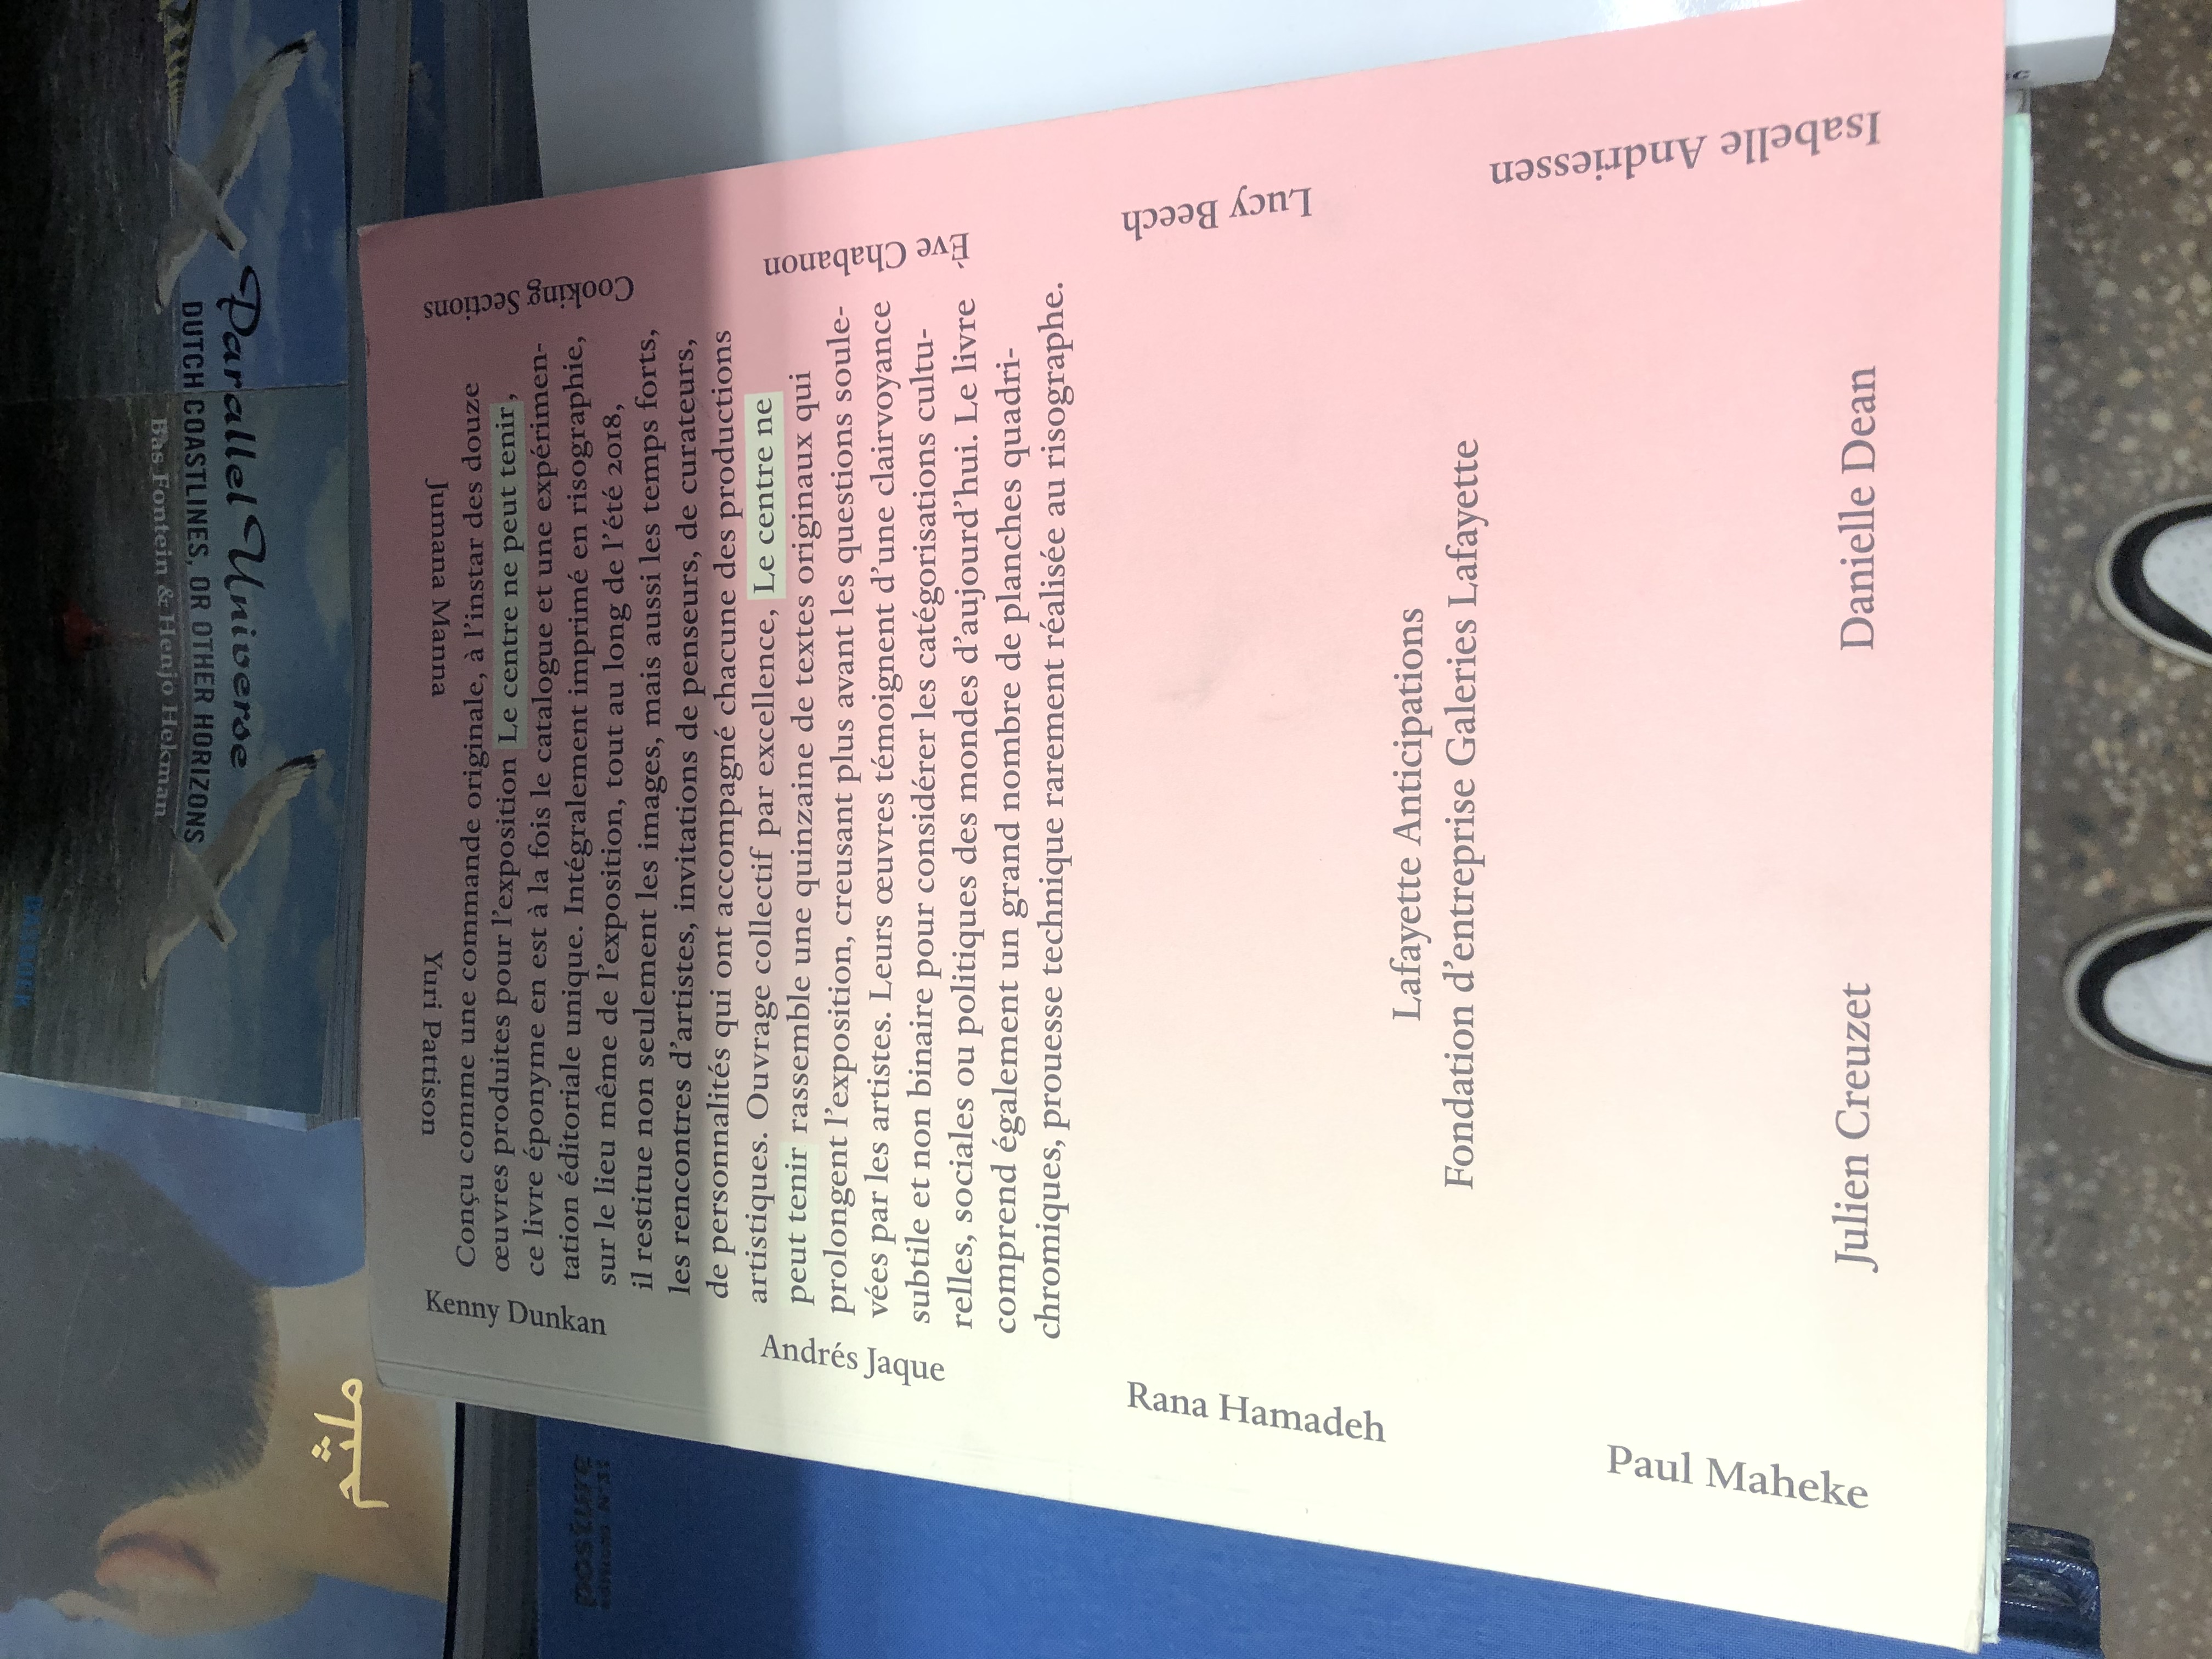 ملثم
Bas Fontein & Henjo Hekman
DUTCH COASTLINES, OR OTHER HORIZONS
Parallel Universe
posture
editions N°
Yuri Pattison
Jumana Manna
Kenny Dunkan
Cooking Sections
Conçu comme une commande originale, à l’instar des douze
œuvres produites pour l’exposition Le centre ne peut tenir,
ce livre éponyme en est à la fois le catalogue et une expérimen-
tation éditoriale unique. Intégralement imprimé en risographie,
sur le lieu même de l’exposition, tout au long de l’été 2018,
il restitue non seulement les images, mais aussi les temps forts,
les rencontres d’artistes, invitations de penseurs, de curateurs,
de personnalités qui ont accompagné chacune des productions
artistiques. Ouvrage collectif par excellence, Le centre ne
peut tenir rassemble une quinzaine de textes originaux qui
prolongent l’exposition, creusant plus avant les questions soule-
vées par les artistes. Leurs œuvres témoignent d’une clairvoyance
subtile et non binaire pour considérer les catégorisations cultu-
relles, sociales ou politiques des mondes d’aujourd’hui. Le livre
comprend également un grand nombre de planches quadri-
chromiques, prouesse technique rarement réalisée au risographe.
Andrés Jaque
Ève Chabanon
Rana Hamadeh
Lucy Beech
Lafayette Anticipations
Fondation d’entreprise Galeries Lafayette
Paul Maheke
Isabelle Andriessen
Julien Creuzet
Danielle Dean